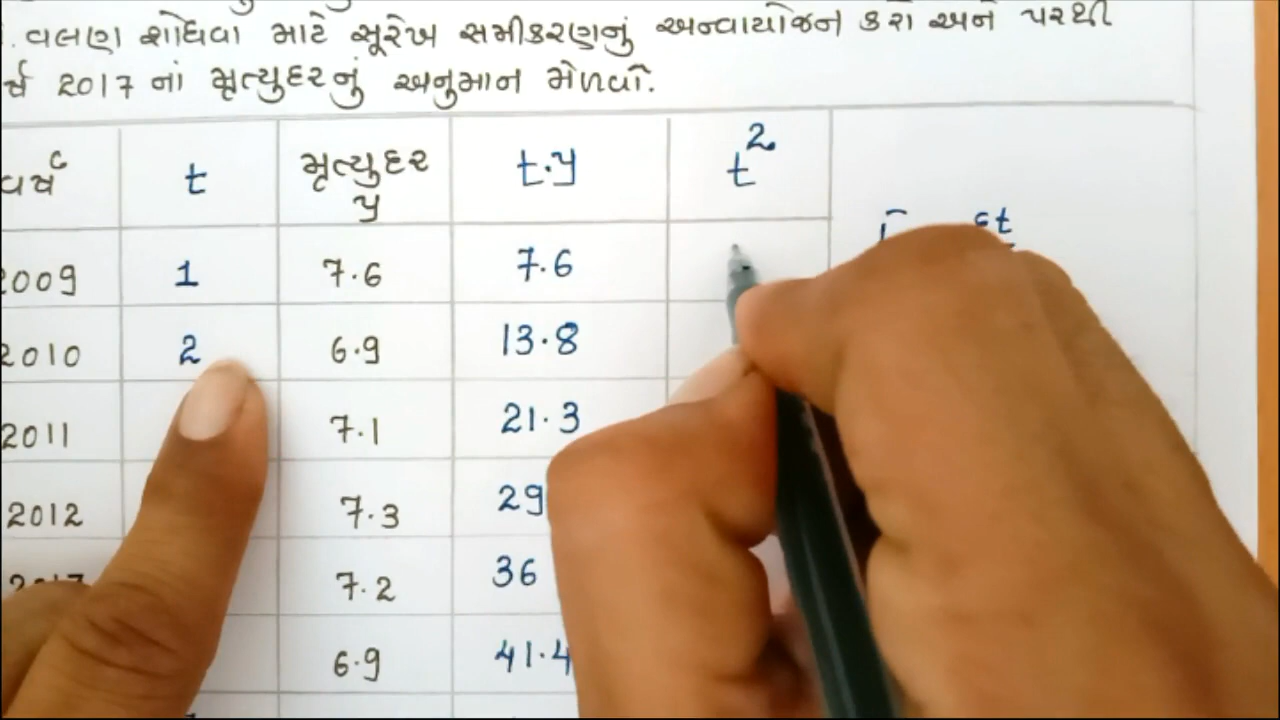 વલણ શોધવા માટે સૂરેખ સમીકરણનું અન્વાયોજન કરો અને પરથી
ર્ષ 2017 નાં મૃત્યુદરનું અનુમાન મેળવો.
વર્ષ t મૃત્યુદર y t.y t²
2009 1 7.6 7.6
2010 2 6.9 13.8
2011 7.1 21.3
2012 7.3 29
7.2 36
6.9 41.4